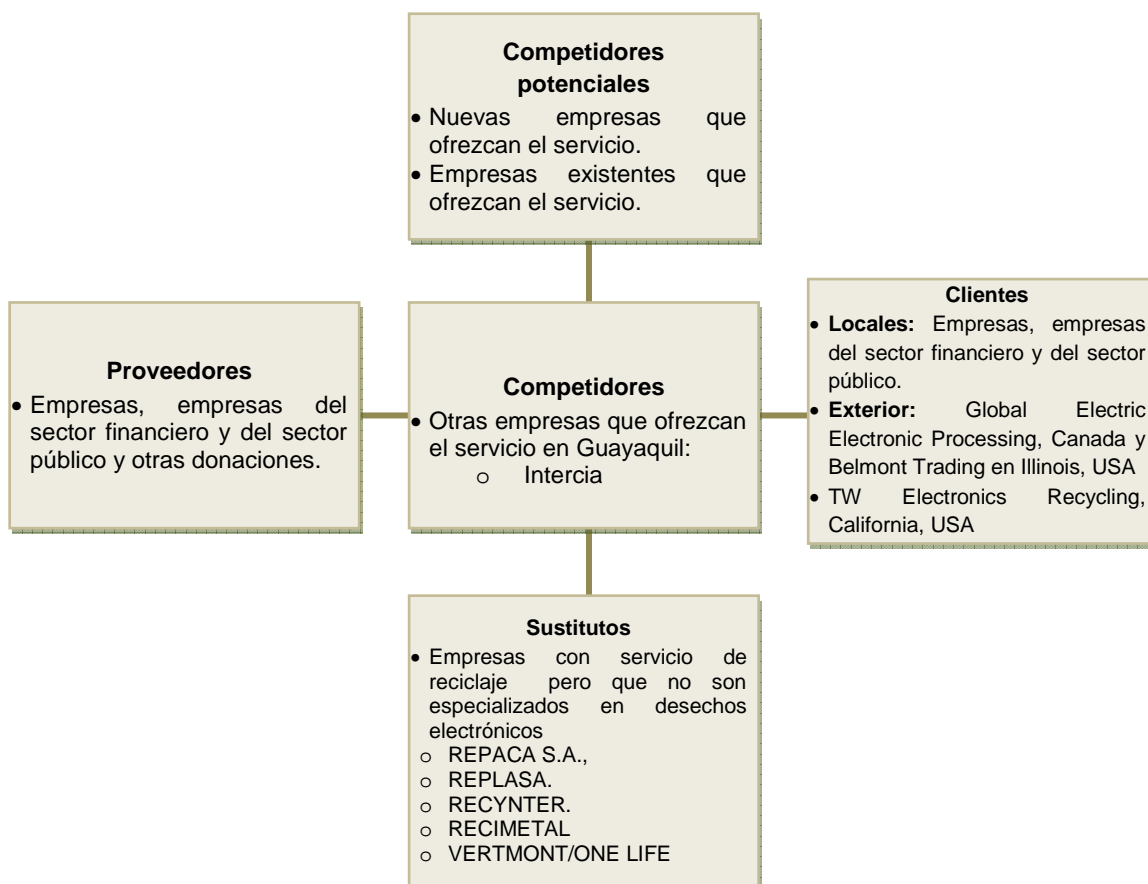 Competidores
potenciales
• Nuevas empresas que
ofrezcan el servicio.
• Empresas existentes que
ofrezcan el servicio.
Proveedores
• Empresas, empresas del
sector financiero y del sector
público y otras donaciones.
Competidores
• Otras empresas que ofrezcan
el servicio en Guayaquil:
o Intercia
Clientes
• Locales: Empresas, empresas
del sector financiero y del sector
público.
• Exterior: Global Electric
Electronic Processing, Canada y
Belmont Trading en Illinois, USA
• TW Electronics Recycling,
California, USA
Sustitutos
• Empresas con servicio de
reciclaje pero que no son
especializados en desechos
electrónicos
o REPACA S.A.,
o REPLASA.
o RECYNTER.
o RECIMETAL
o VERTMONT/ONE LIFE